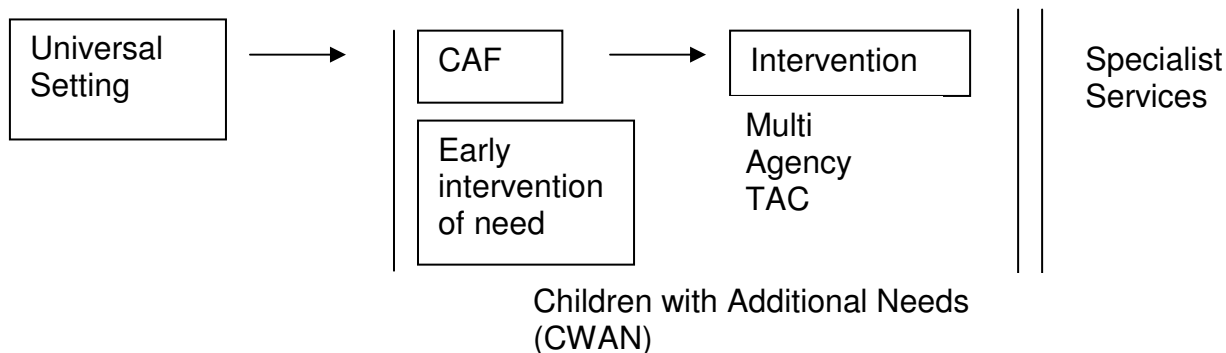 Universal
Setting
CAF
Early
intervention
of need
Intervention
Multi
Agency
TAC
Specialist
Services
Children with Additional Needs
(CWAN)